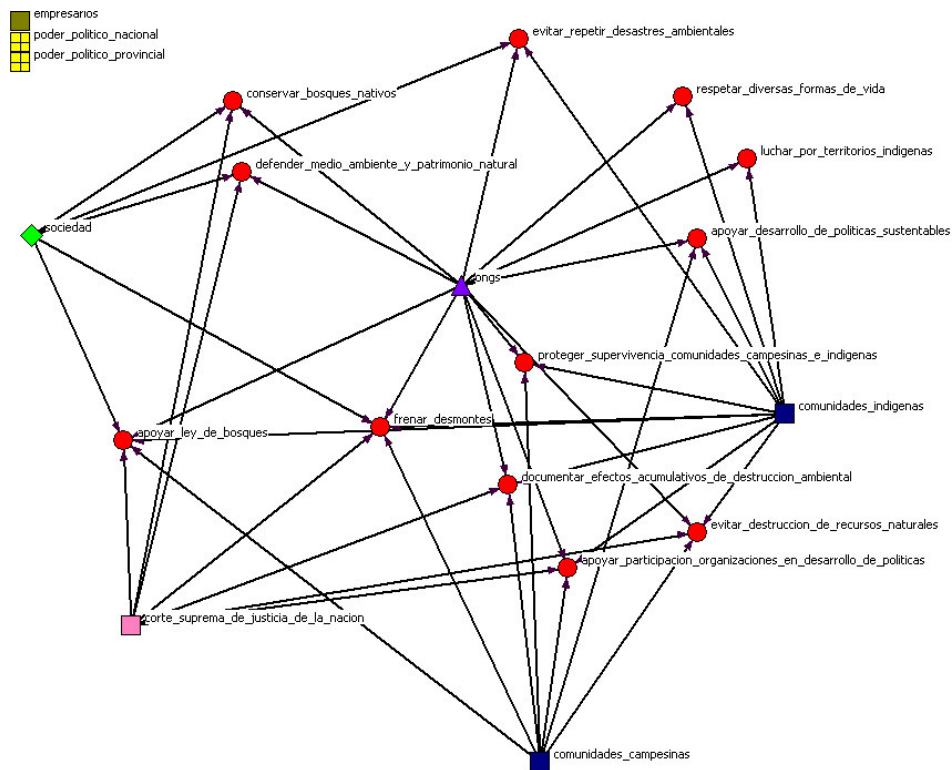 empresarios
poder_politico_nacional
poder_politico_provincial
evitar_repetir_desastres_ambientales
conservar_bosques_nativos
respetar_diversas_formas_de_vida
defender_medio_ambiente_y_patrimonio_natural
luchar_por_territorios_indigenas
sociedad
apoyar_desarrollo_de_politicas_sustentables
ongs
proteger_supervivencia_comunidades_campesinas_e_indigenas
comunidades_indigenas
frenar_desmontes
apoyar_ley_de_bosques
documentar_efectos_acumulativos_de_destruccion_ambiental
evitar_destruccion_de_recursos_naturales
apoyar_participacion_organizaciones_en_desarrollo_de_politicas
corte_suprema_de_justicia_de_la_nacion
comunidades_campesinas